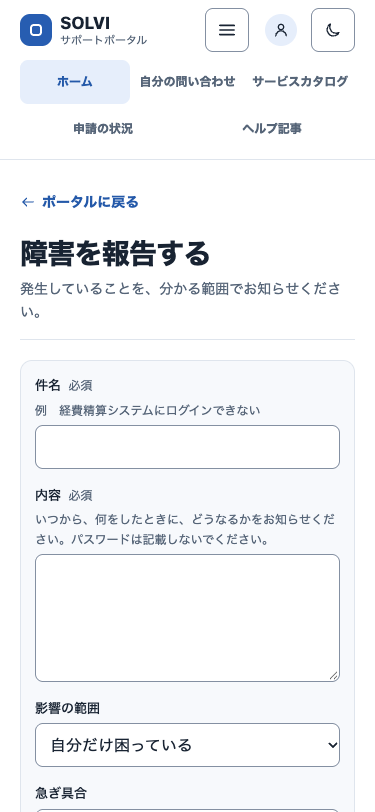 SOLVI
サポートポータル
ホーム
自分の問い合わせ
サービスカタログ
申請の状況
ヘルプ記事
← ポータルに戻る
障害を報告する
発生していることを、分かる範囲でお知らせくださ
い。
件名 必須
例　経費精算システムにログインできない
内容 必須
いつから、何をしたときに、どうなるかをお知らせくだ
さい。パスワードは記載しないでください。
影響の範囲
自分だけ困っている
急ぎ具合